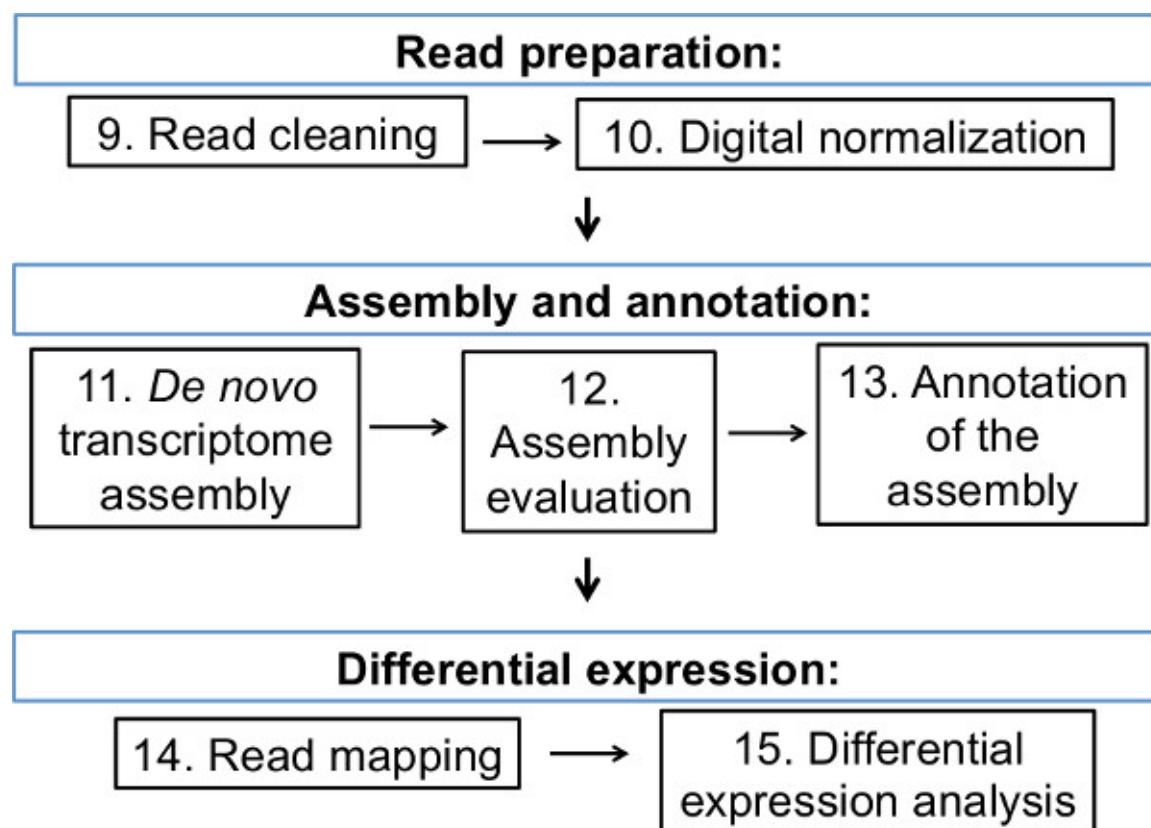 Read preparation:
9. Read cleaning
10. Digital normalization
Assembly and annotation:
11. De novo
transcriptome
assembly
12.
Assembly
evaluation
13. Annotation
of the
assembly
Differential expression:
14. Read mapping
15. Differential
expression analysis